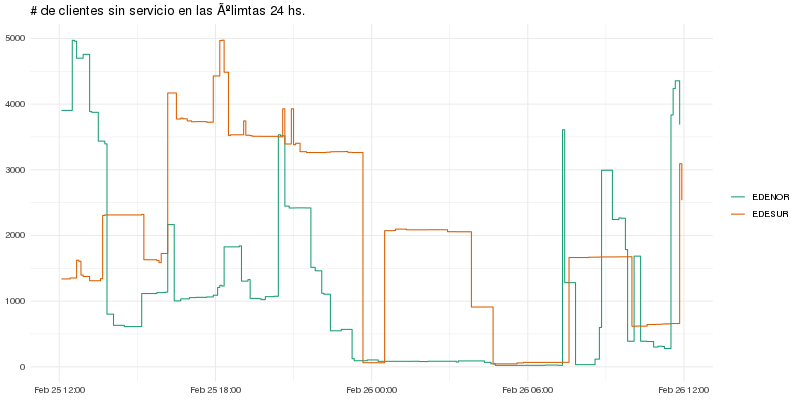 # de clientes sin servicio en las Ãºlimtas 24 hs.
5000
4000
3000
2000
1000
0
EDENOR
EDESUR
Feb 25 12:00
Feb 25 18:00
Feb 26 00:00
Feb 26 06:00
Feb 26 12:00